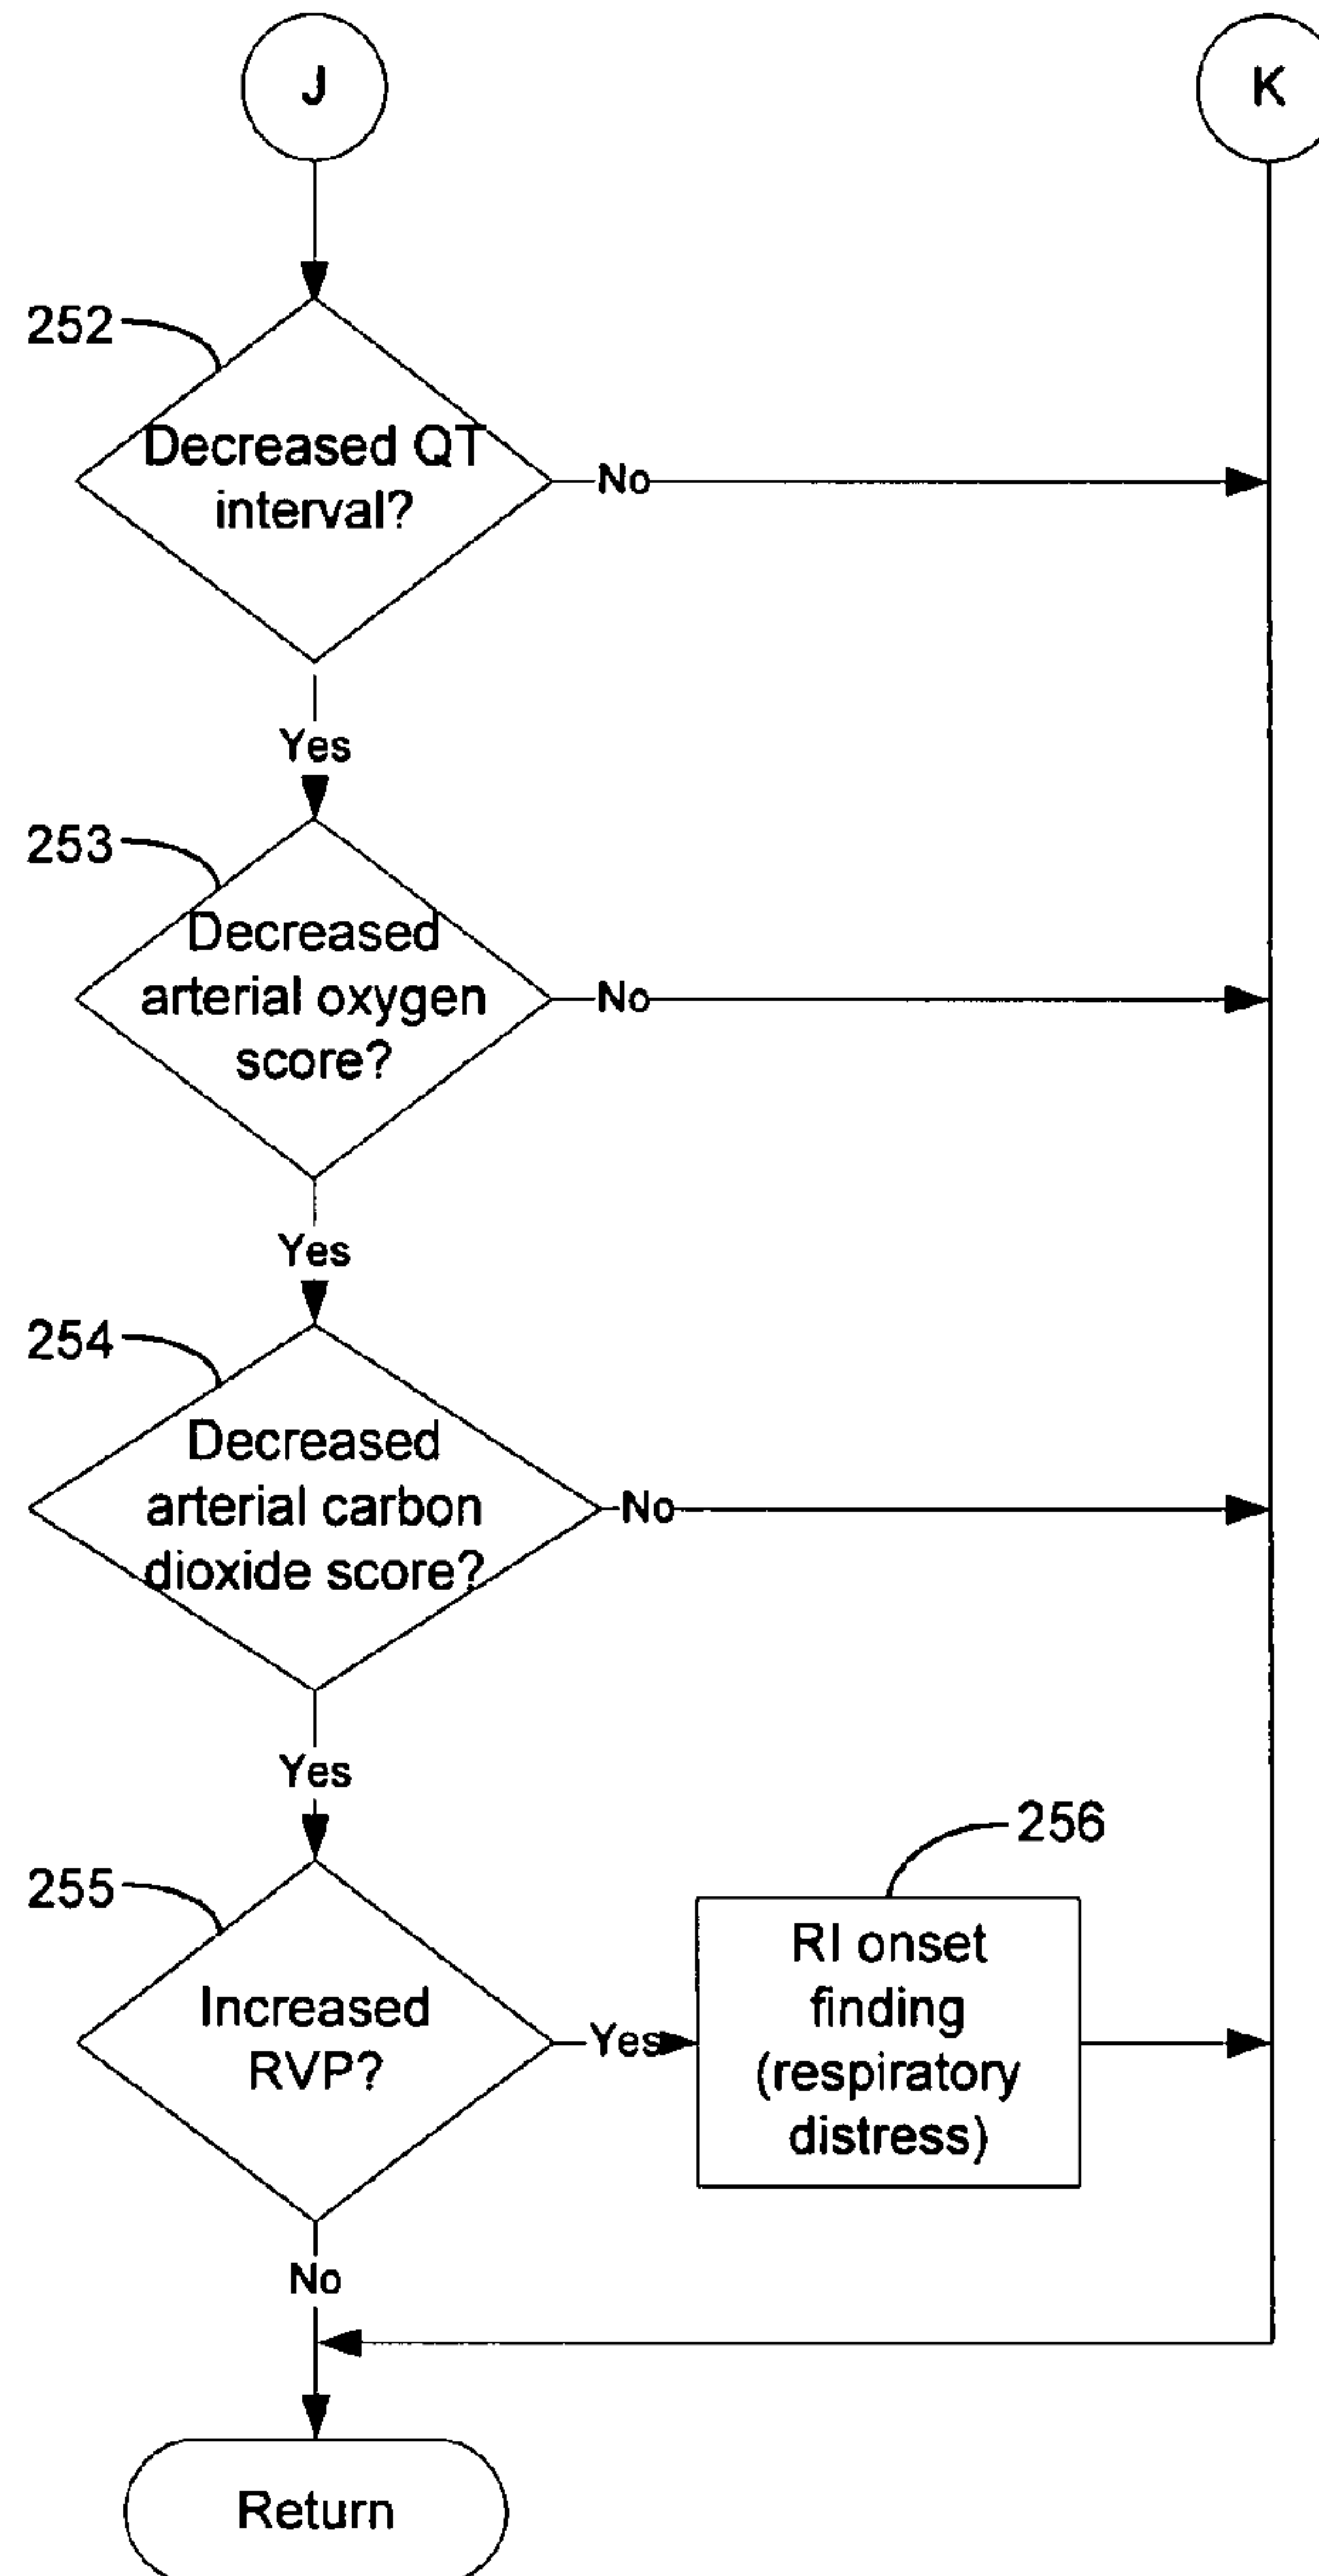 J
K
252
Decreased QT
interval?
No
Yes
253
Decreased
arterial oxygen
score?
No
Yes
254
Decreased
arterial carbon
dioxide score?
No
Yes
255
Increased
RVP?
Yes
256
RI onset
finding
(respiratory
distress)
No
Return